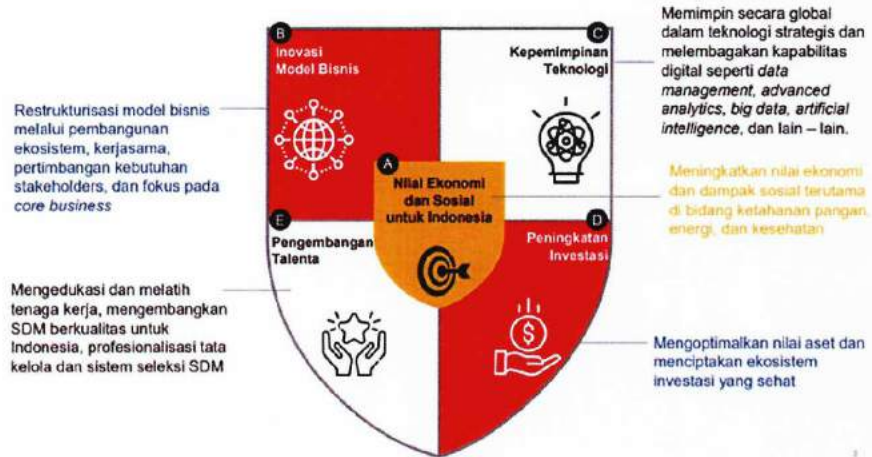 B
Inovasi
Model Bisnis
C
Kepemimpinan
Teknologi
Memimpin secara global
dalam teknologi strategis dan
melembagakan kapabilitas
digital seperti data
management, advanced
analytics, big data, artificial
intelligence, dan lain – lain.
Restrukturisasi model bisnis
melalui pembangunan
ekosistem, kerjasama,
pertimbangan kebutuhan
stakeholders, dan fokus pada
core business
A
Nilai Ekonomi
dan Sosial
untuk Indonesia
Meningkatkan nilai ekonomi
dan dampak sosial terutama
di bidang ketahanan pangan,
energi, dan kesehatan
E
Pengembangan
Talenta
D
Peningkatan
Investasi
Mengedukasi dan melatih
tenaga kerja, mengembangkan
SDM berkualitas untuk
Indonesia, profesionalisasi tata
kelola dan sistem seleksi SDM
$
Mengoptimalkan nilai aset dan
menciptakan ekosistem
investasi yang sehat